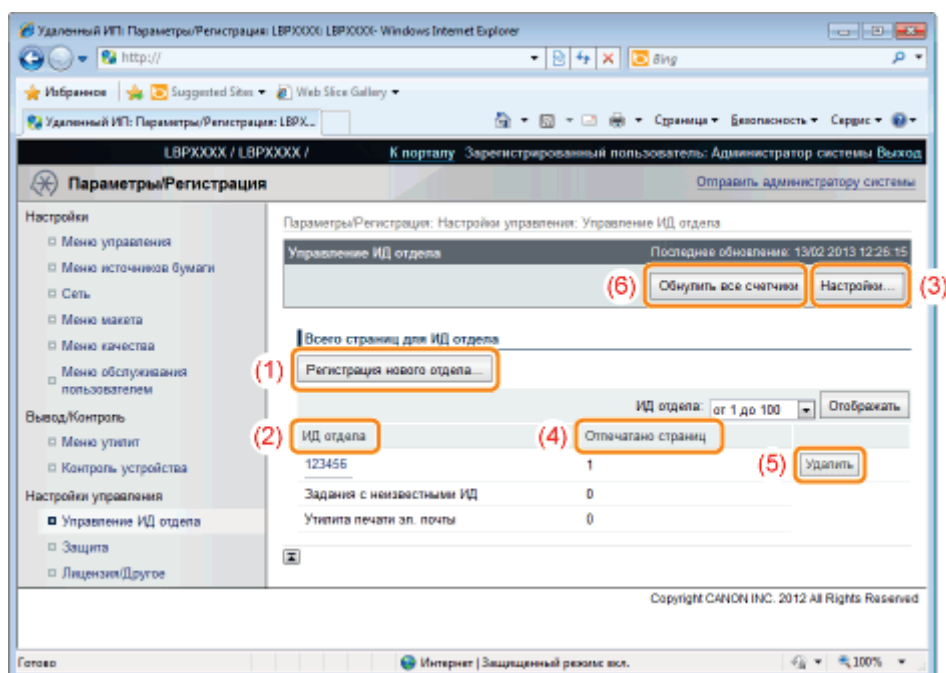 Удаленный ИП: Параметры/Регистрация: LBPXXXX: LBPXXXX- Windows Internet Explorer
http://
Bing
Избранное Suggested Sites Web Slice Gallery
Удаленный ИП: Параметры/Регистрация: LBPX... Страница Безопасность Сервис
LBPXXXX / LBPXXXX / К порталу Зарегистрированный пользователь: Администратор системы Выход
Параметры/Регистрация Отправить администратору системы
Настройки
Меню управления
Меню источников бумаги
Сеть
Меню макета
Меню качества
Меню обслуживания
пользователем
Вывод/Контроль
Меню утилит
Контроль устройства
Настройки управления
Управление ИД отдела
Защита
Лицензия/Другое
Параметры/Регистрация: Настройки управления: Управление ИД отдела
Управление ИД отдела Последнее обновление: 13/02 2013 12:26:15
(6) Обнулить все счетчики Настройки... (3)
Всего страниц для ИД отдела
(1) Регистрация нового отдела...
ИД отдела: от 1 до 100 Отображать
(2) ИД отдела (4) Отпечатано страниц
123456 1 (5) Удалить
Задания с неизвестными ИД 0
Утилита печати эл. почты 0
Copyright CANON INC. 2012 All Rights Reserved
Готово Интернет | Защищенный режим: вкл. 100%